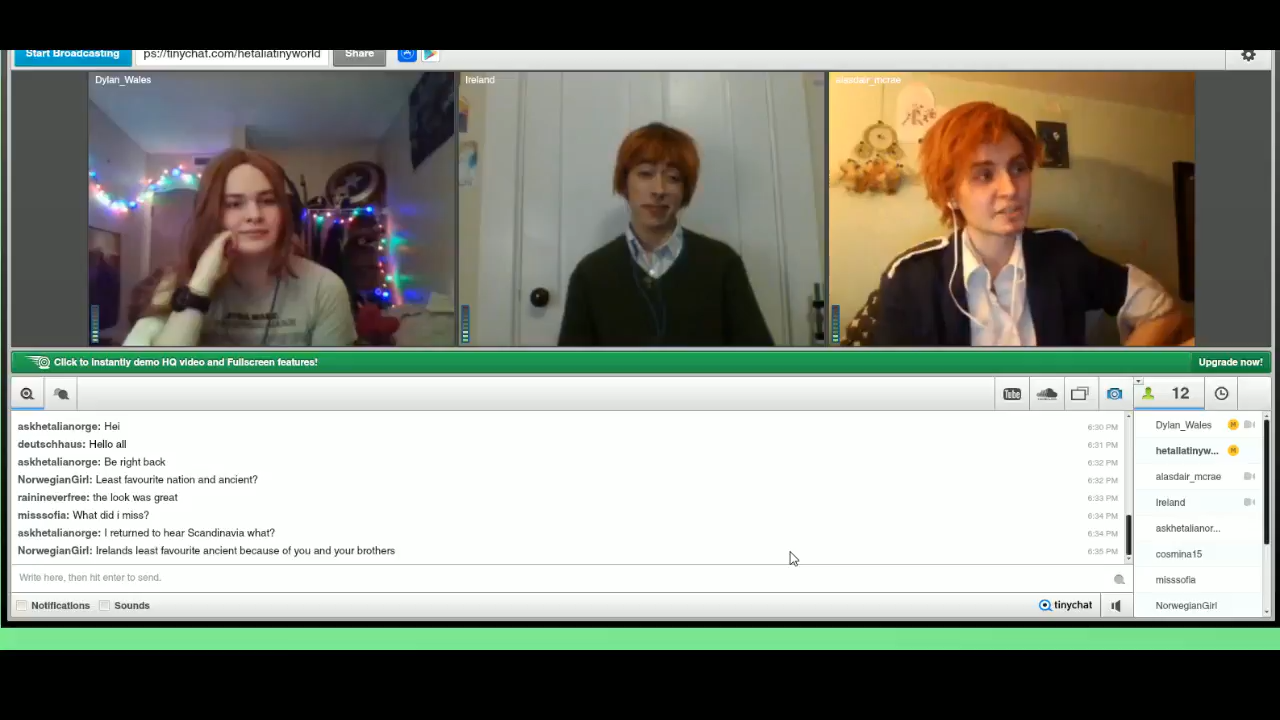 Start Broadcasting
ps://tinychat.com/hetaliatinyworld
Share
Dylan_Wales
Ireland
alasdair_mcrae
Click to instantly demo HQ video and Fullscreen features!
Upgrade now!
You Tube
12
askhetalianorge: Hei 6:30 PM
deutschhaus: Hello all 6:31 PM
askhetalianorge: Be right back 6:32 PM
NorwegianGirl: Least favourite nation and ancient? 6:32 PM
rainineverfree: the look was great 6:33 PM
misssofia: What did i miss? 6:34 PM
askhetalianorge: I returned to hear Scandinavia what? 6:34 PM
NorwegianGirl: Irelands least favourite ancient because of you and your brothers 6:35 PM
Dylan_Wales M
hetaliatinyw... M
alasdair_mcrae
Ireland
askhetalianor...
cosmina15
misssofia
NorwegianGirl
Write here, then hit enter to send.
Notifications
Sounds
tinychat